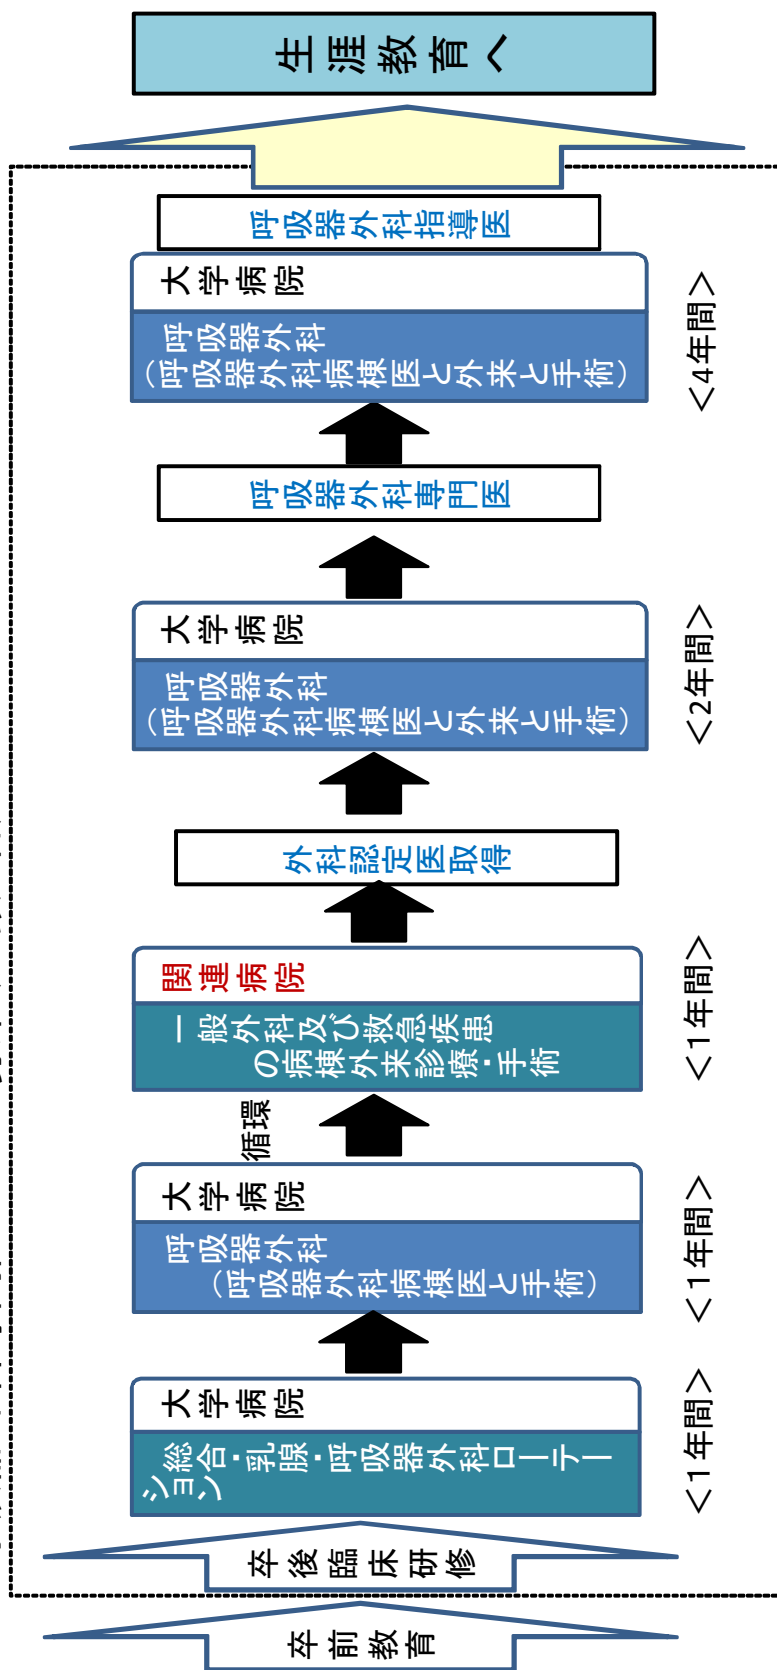 卒前教育
卒後臨床研修
大学病院
総合・乳腺・呼吸器外科ローテー
ション
＜1年間＞
大学病院
呼吸器外科
（呼吸器外科病棟医と手術）
＜1年間＞
循環
関連病院
一般外科及び救急疾患
の病棟外来診療・手術
＜1年間＞
外科認定医取得
大学病院
呼吸器外科
（呼吸器外科病棟医と外来と手術）
＜2年間＞
呼吸器外科専門医
大学病院
呼吸器外科
（呼吸器外科病棟医と外来と手術）
＜4年間＞
呼吸器外科指導医
生涯教育へ